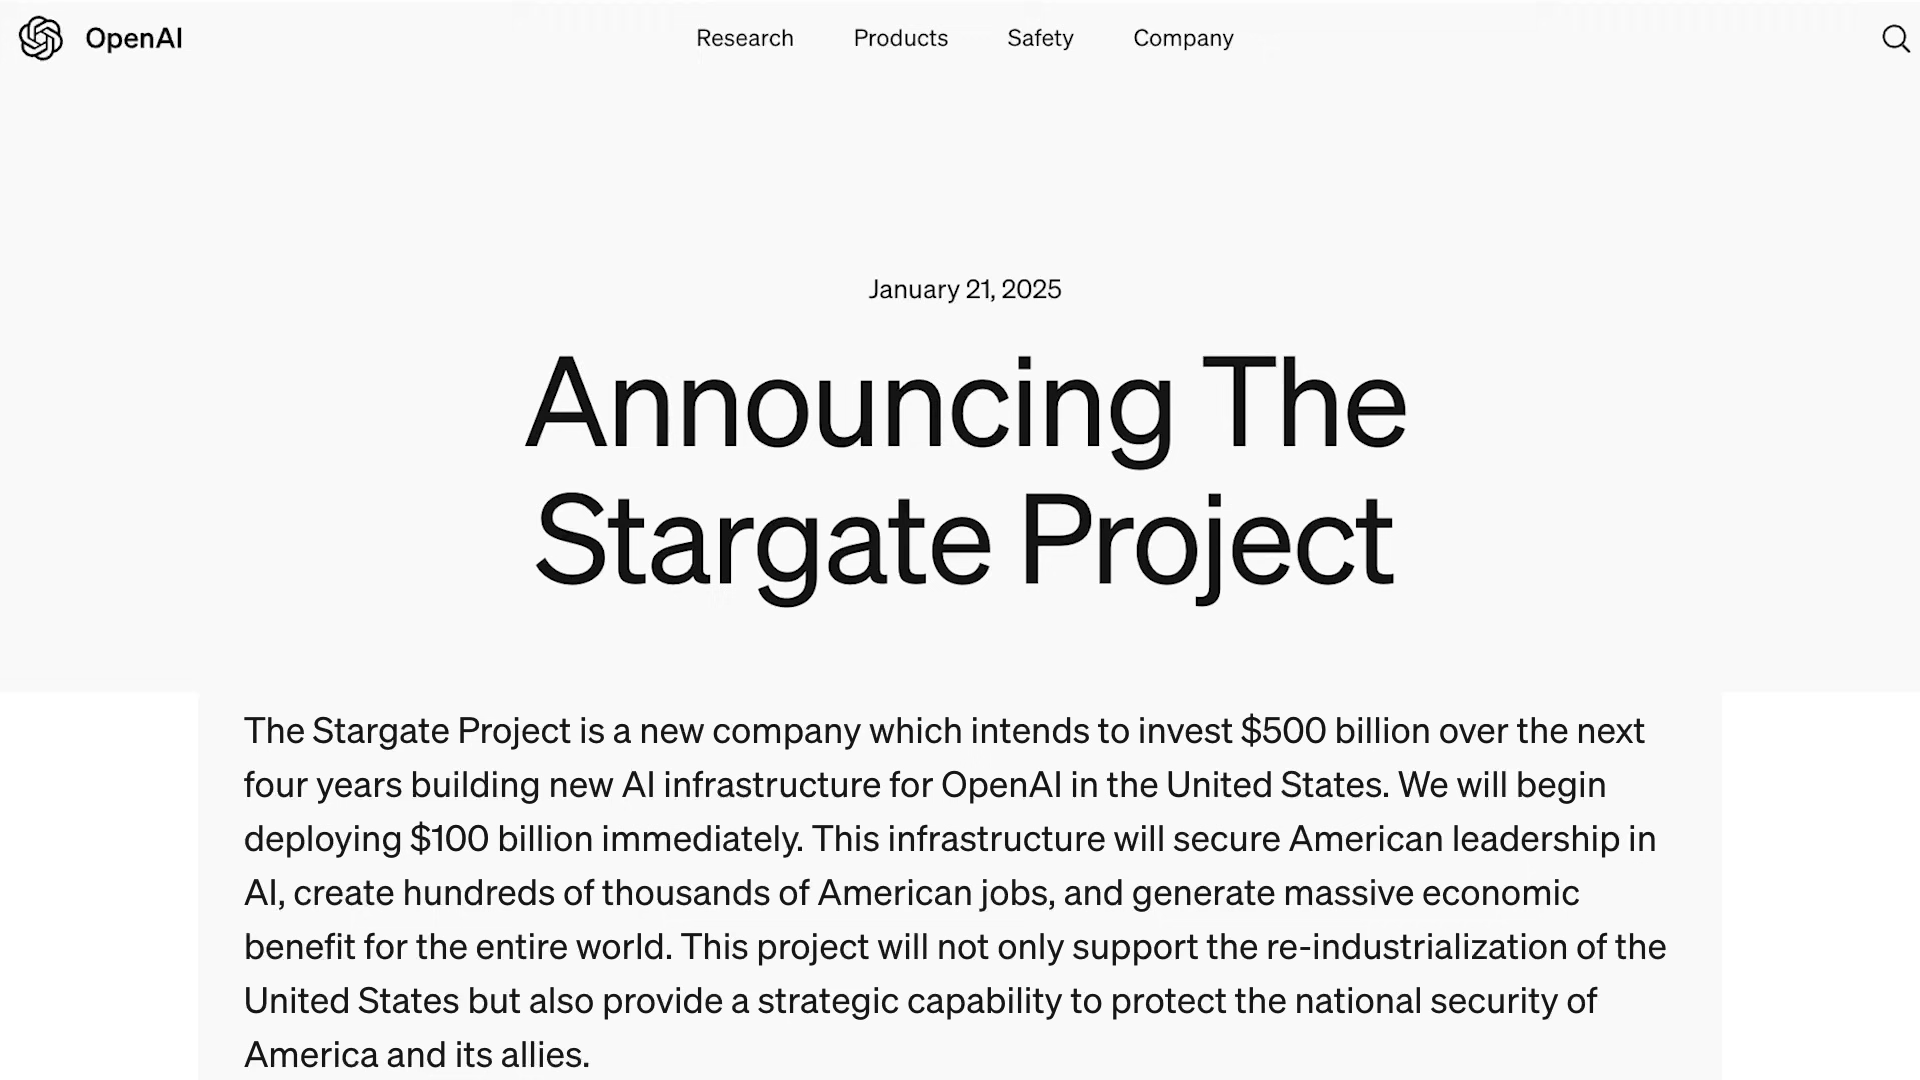 OpenAI
Research Products Safety Company
January 21, 2025
Announcing The
Stargate Project
The Stargate Project is a new company which intends to invest $500 billion over the next
four years building new AI infrastructure for OpenAI in the United States. We will begin
deploying $100 billion immediately. This infrastructure will secure American leadership in
AI, create hundreds of thousands of American jobs, and generate massive economic
benefit for the entire world. This project will not only support the re-industrialization of the
United States but also provide a strategic capability to protect the national security of
America and its allies.